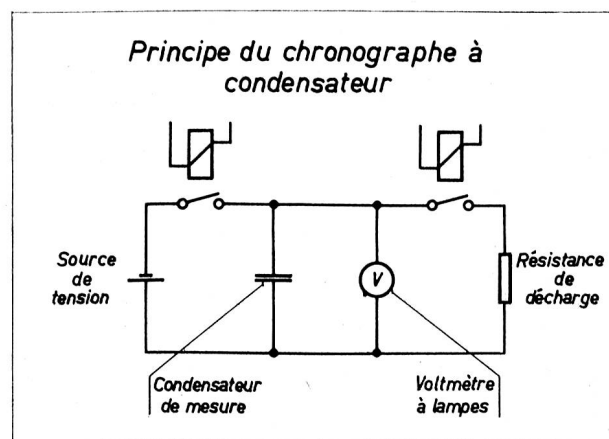 Principe du chronographe à
condensateur
Source
de
tension
V
Résistance
de
décharge
Condensateur
de mesure
Voltmètre
à lampes